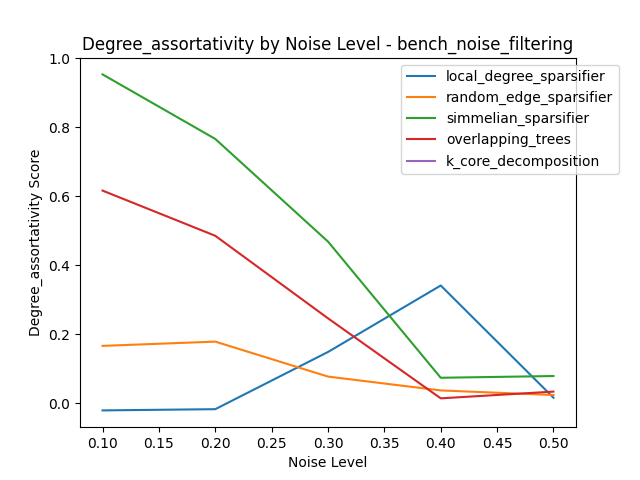 Degree_assortativity by Noise Level - bench_noise_filtering
local_degree_sparsifier
random_edge_sparsifier
simmelian_sparsifier
overlapping_trees
k_core_decomposition
Degree_assortativity Score
1.0
0.8
0.6
0.4
0.2
0.0
0.10 0.15 0.20 0.25 0.30 0.35 0.40 0.45 0.50
Noise Level